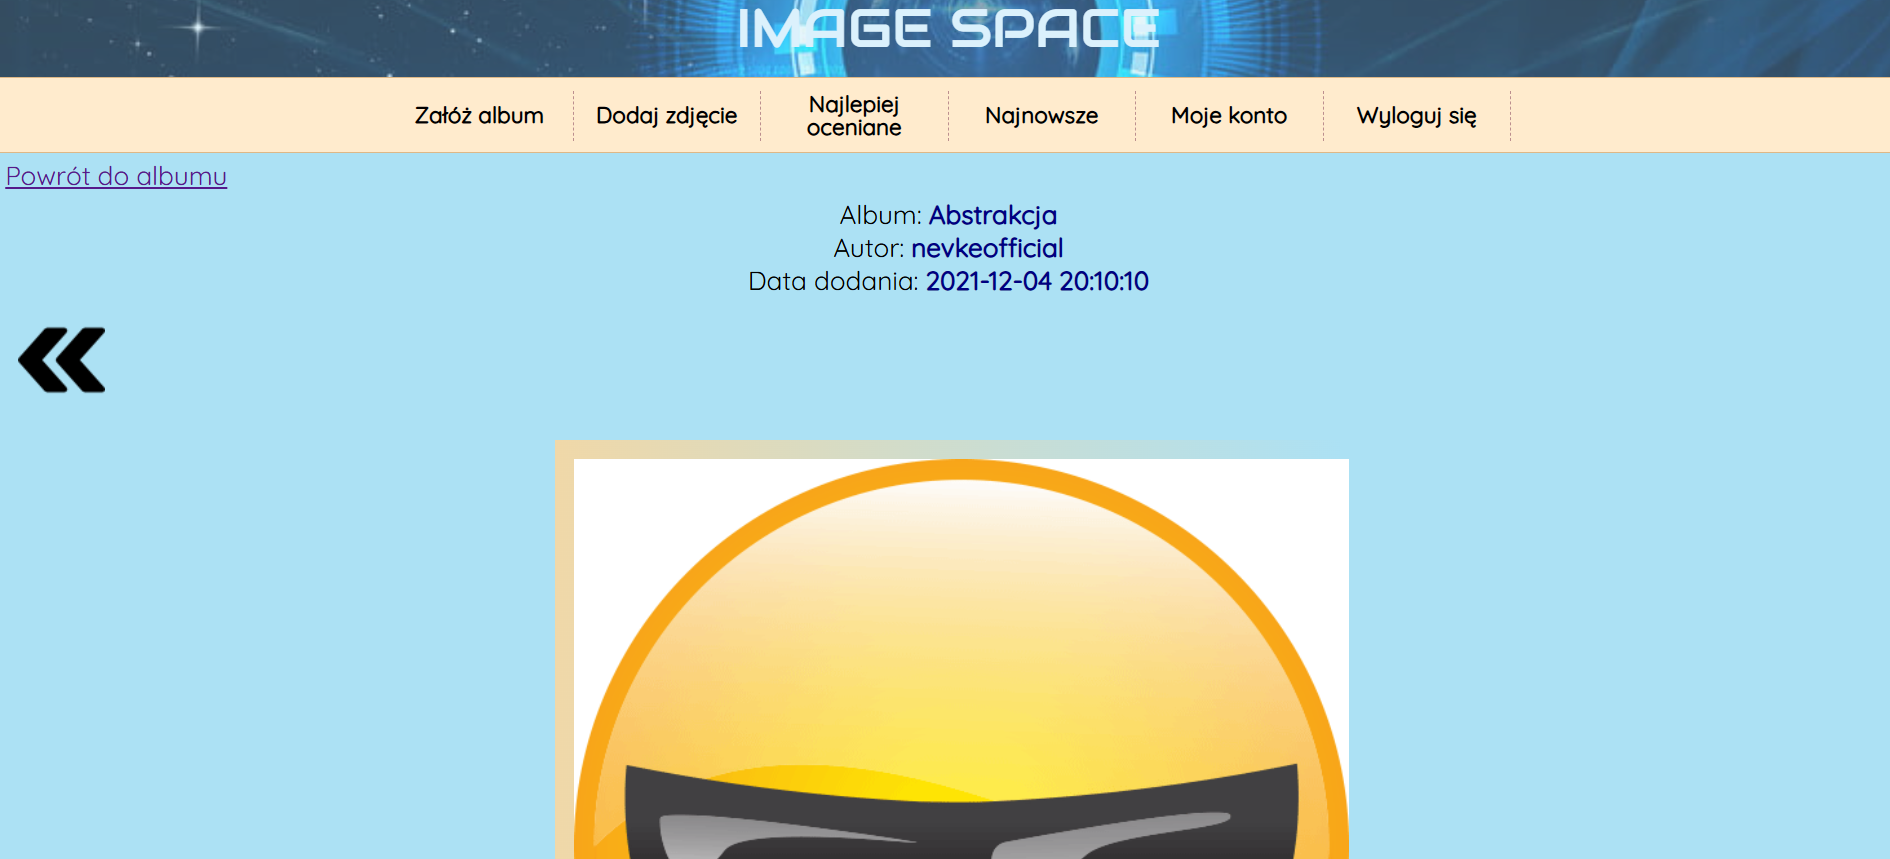 IMAGE SPACE
Załóż album
Dodaj zdjęcie
Najlepiej
oceniane
Najnowsze
Moje konto
Wyloguj się
Powrót do albumu
Album: Abstrakcja
Autor: nevkeofficial
Data dodania: 2021-12-04 20:10:10